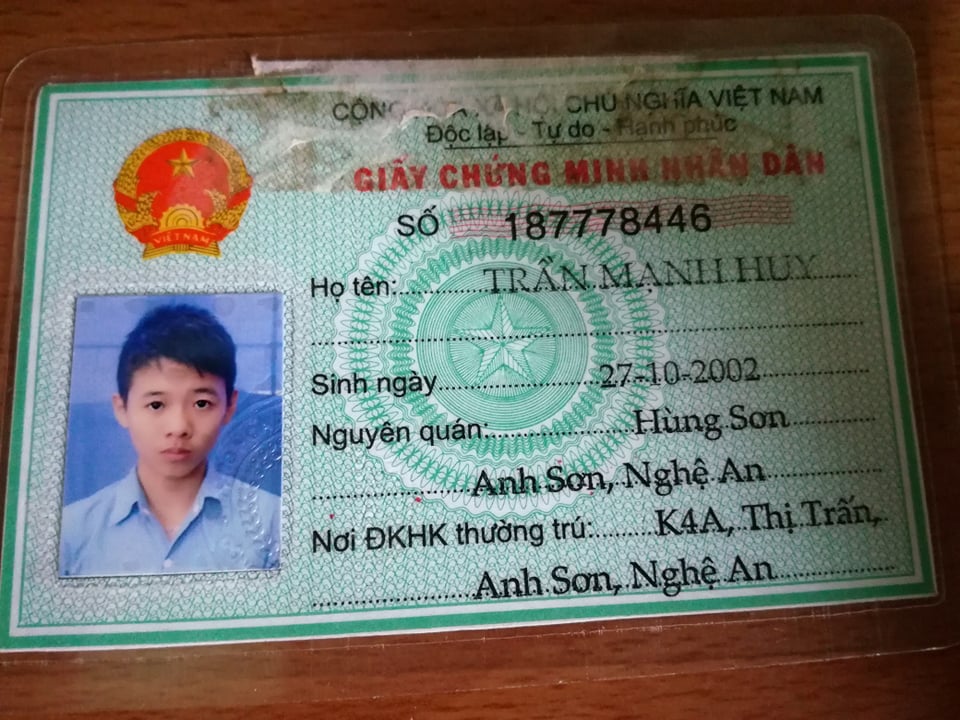 CỘNG HÒA XÃ HỘI CHỦ NGHĨA VIỆT NAM
Độc lập - Tự do - Hạnh phúc
GIẤY CHỨNG MINH NHÂN DÂN
SỐ 187778446
Họ tên: TRẦN MẠNH HUY
Sinh ngày 27-10-2002
Nguyên quán: Hùng Sơn
Anh Sơn, Nghệ An
Nơi ĐKHK thường trú: K4A, Thị Trấn,
Anh Sơn, Nghệ An
VIỆT NAM